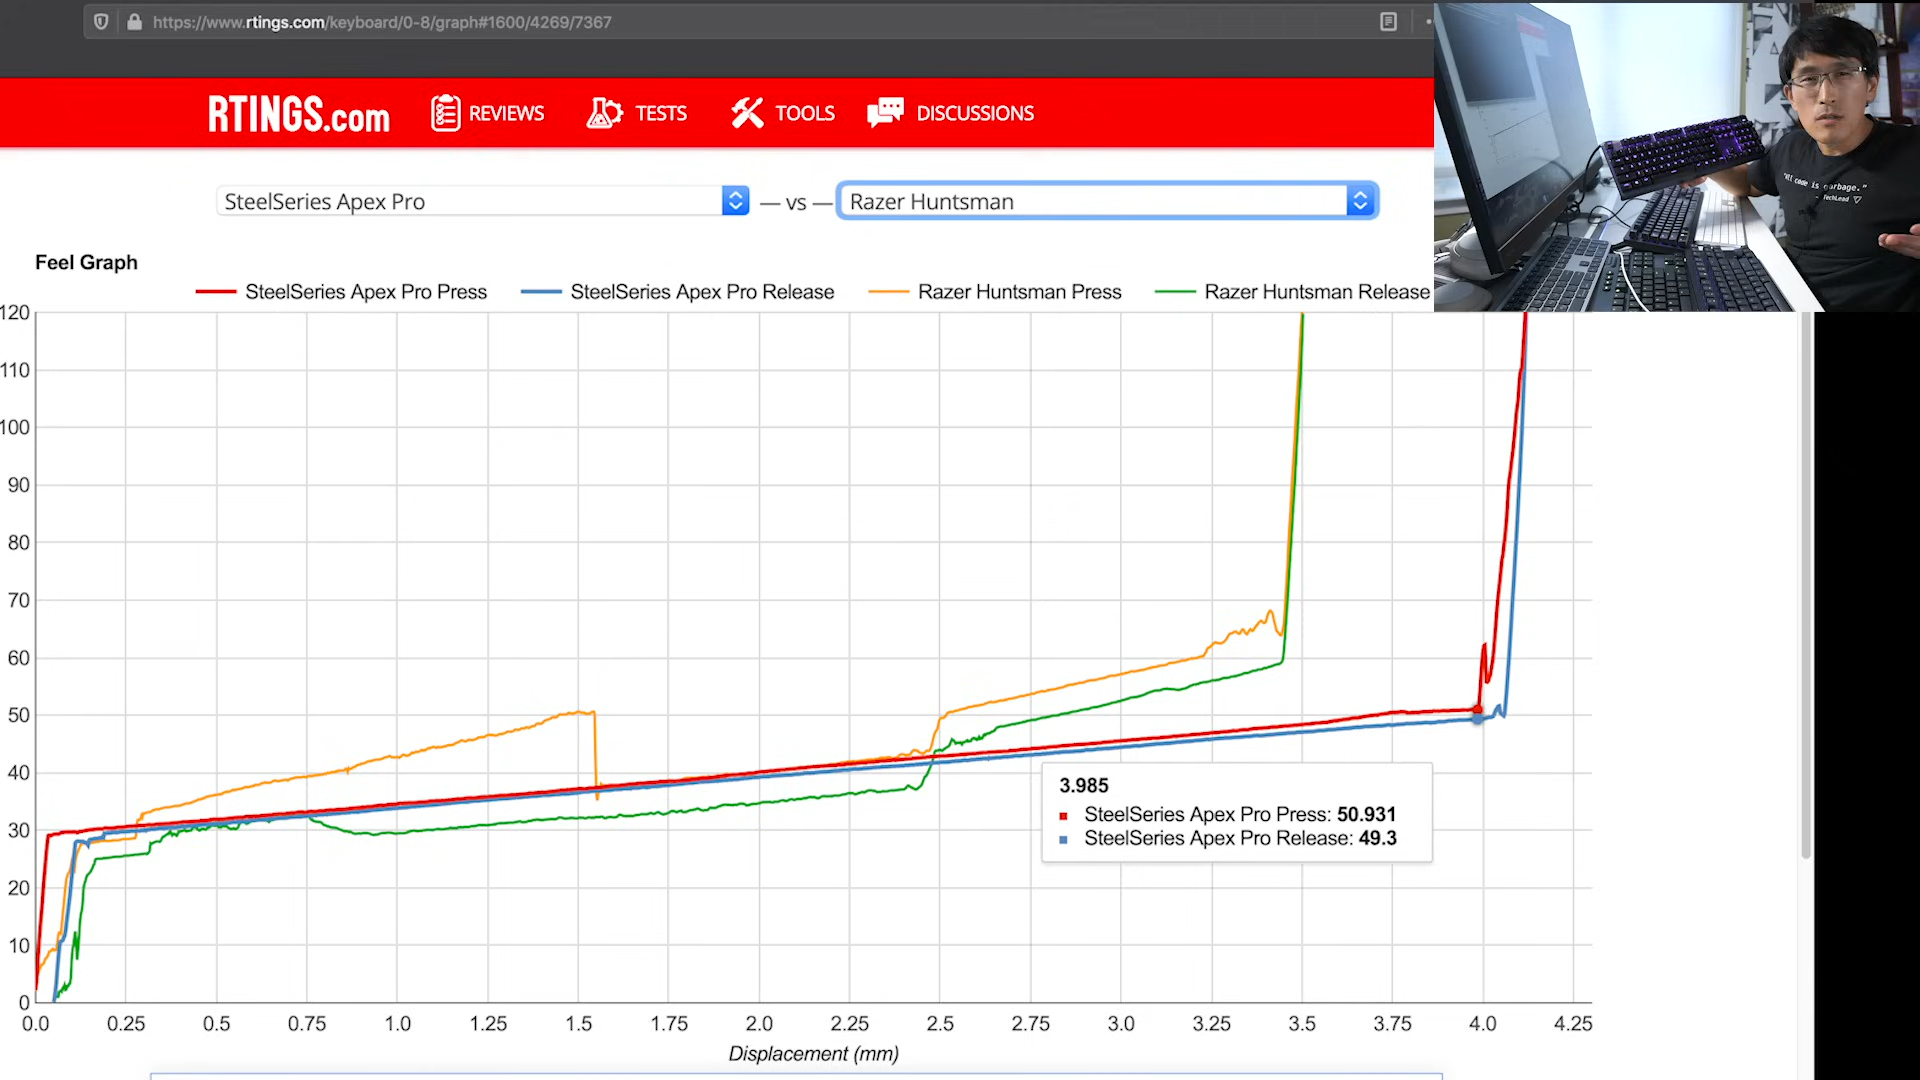 https://www.rtings.com/keyboard/0-8/graph#1600/4269/7367
RTINGS.com REVIEWS TESTS TOOLS DISCUSSIONS
SteelSeries Apex Pro — vs — Razer Huntsman
Feel Graph
SteelSeries Apex Pro Press SteelSeries Apex Pro Release Razer Huntsman Press Razer Huntsman Release
120
110
100
90
80
70
60
50
40
30
20
10
0
3.985
SteelSeries Apex Pro Press: 50.931
SteelSeries Apex Pro Release: 49.3
0.0 0.25 0.5 0.75 1.0 1.25 1.5 1.75 2.0 2.25 2.5 2.75 3.0 3.25 3.5 3.75 4.0 4.25
Displacement (mm)
"All code is garbage."
- TechLead